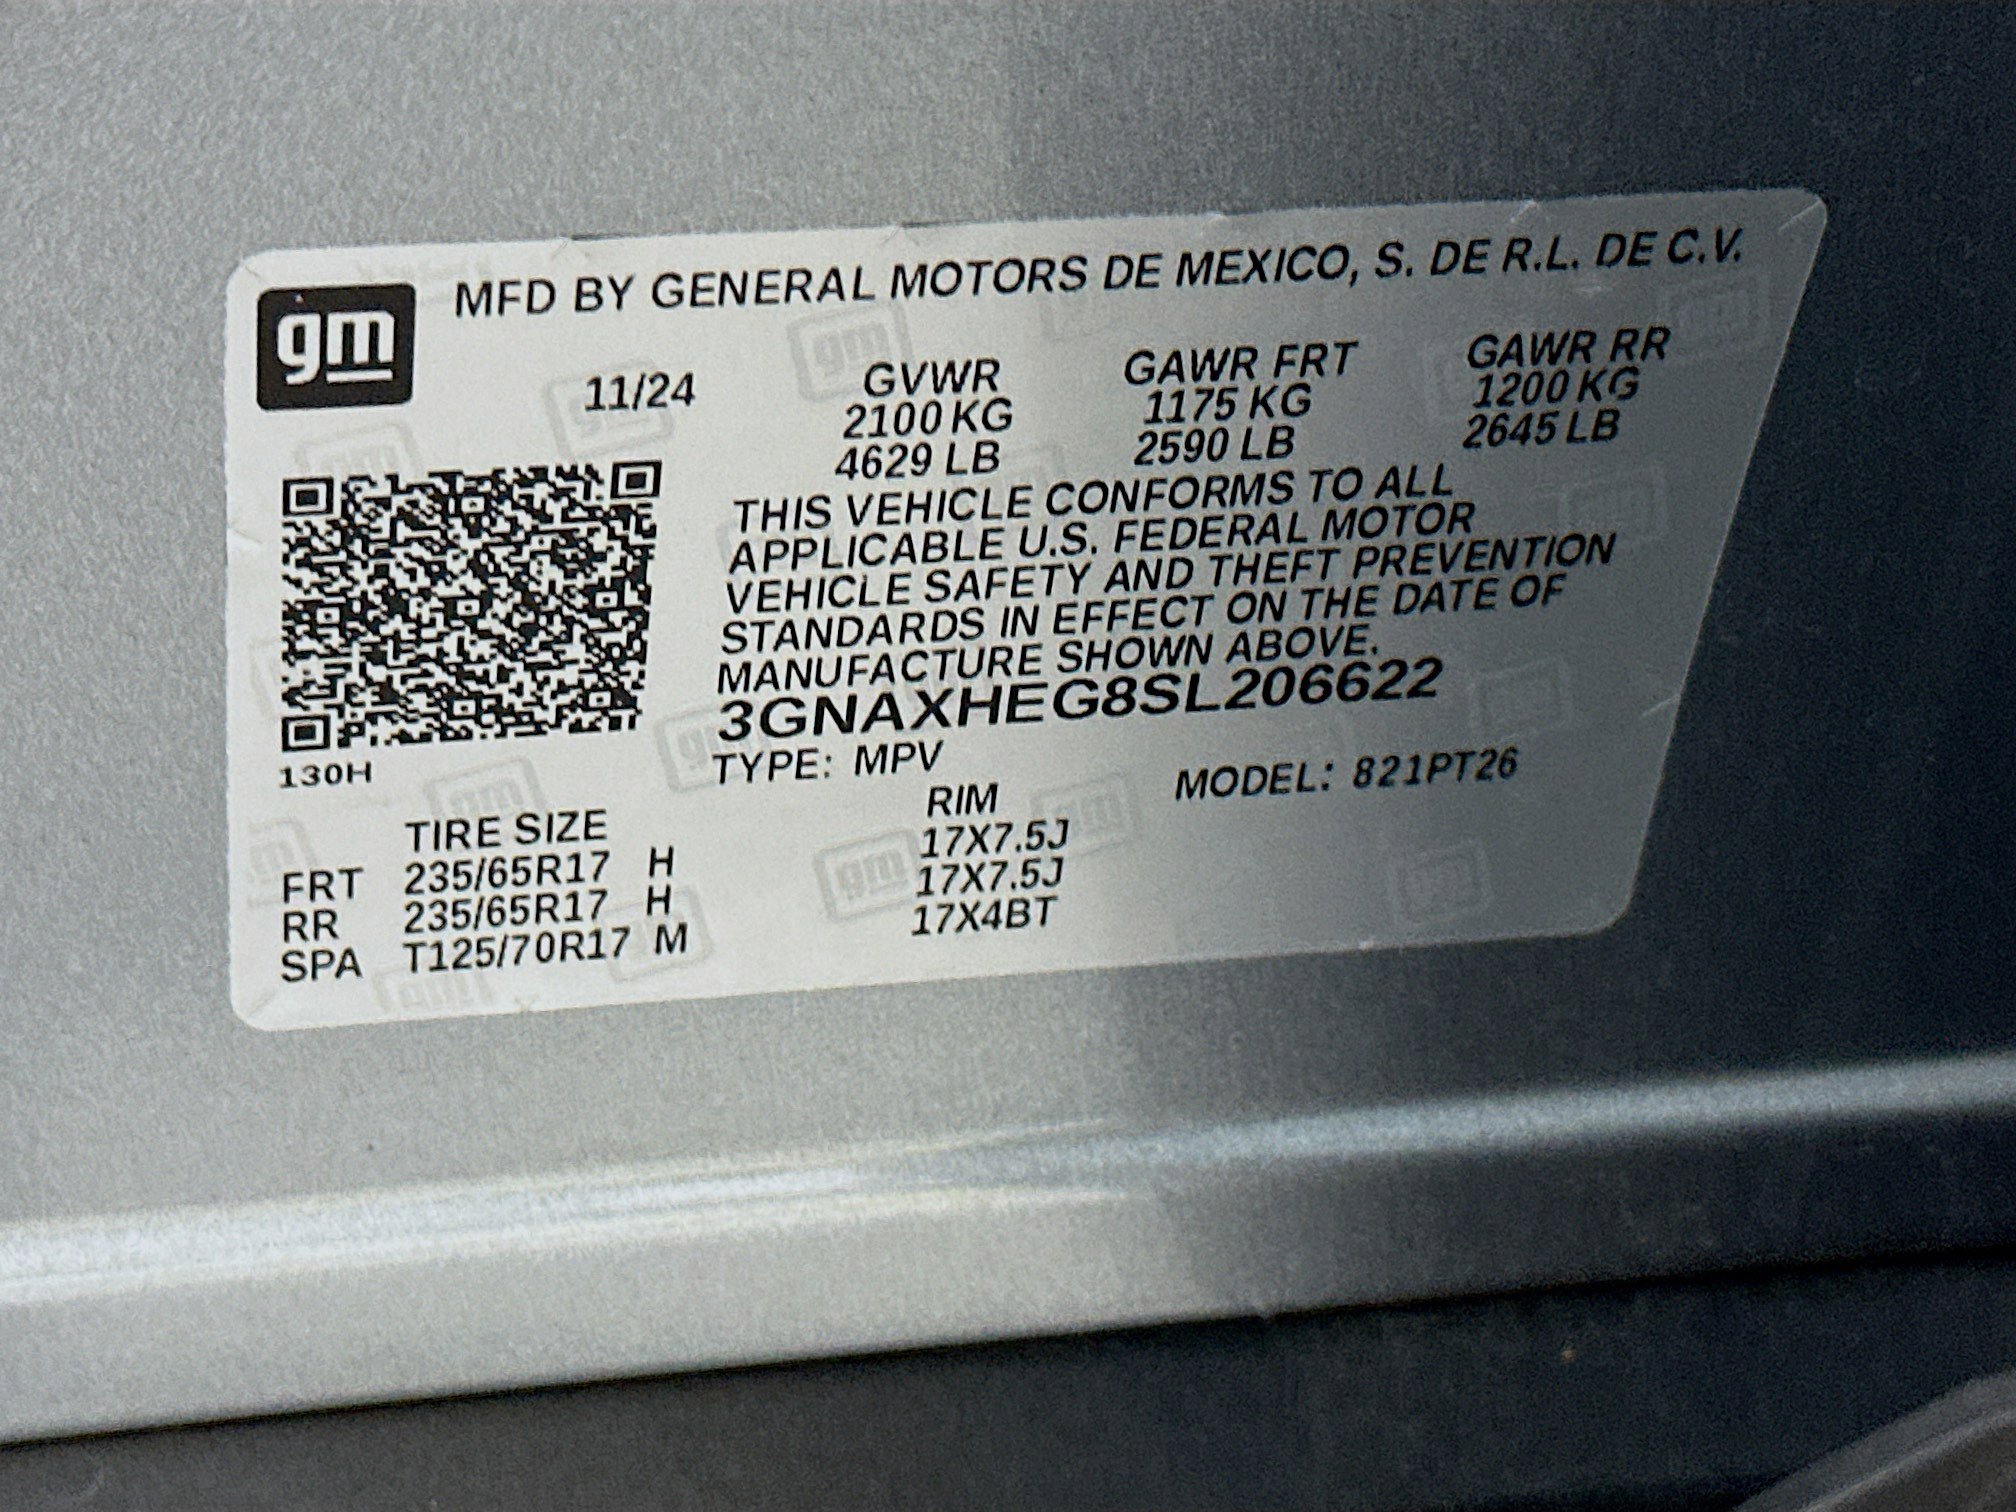 gm
MFD BY GENERAL MOTORS DE MEXICO, S. DE R.L. DE C.V.
11/24 GVWR GAWR FRT GAWR RR
2100 KG 1175 KG 1200 KG
4629 LB 2590 LB 2645 LB
THIS VEHICLE CONFORMS TO ALL
APPLICABLE U.S. FEDERAL MOTOR
VEHICLE SAFETY AND THEFT PREVENTION
STANDARDS IN EFFECT ON THE DATE OF
MANUFACTURE SHOWN ABOVE.
3GNAXHEG8SL206622
130H
TYPE: MPV MODEL: 821PT26
TIRE SIZE RIM
FRT 235/65R17 H 17X7.5J
RR 235/65R17 H 17X7.5J
SPA T125/70R17 M 17X4BT